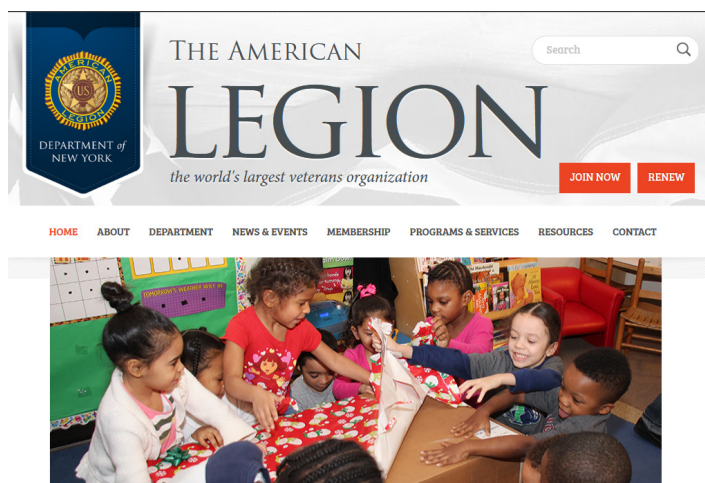 THE AMERICAN
LEGION
the world's largest veterans organization
AMERICAN
US
LEGION
DEPARTMENT of
NEW YORK
Search
JOIN NOW
RENEW
HOME
ABOUT
DEPARTMENT
NEWS & EVENTS
MEMBERSHIP
PROGRAMS & SERVICES
RESOURCES
CONTACT
TOMORROW'S WEATHER WILL BE